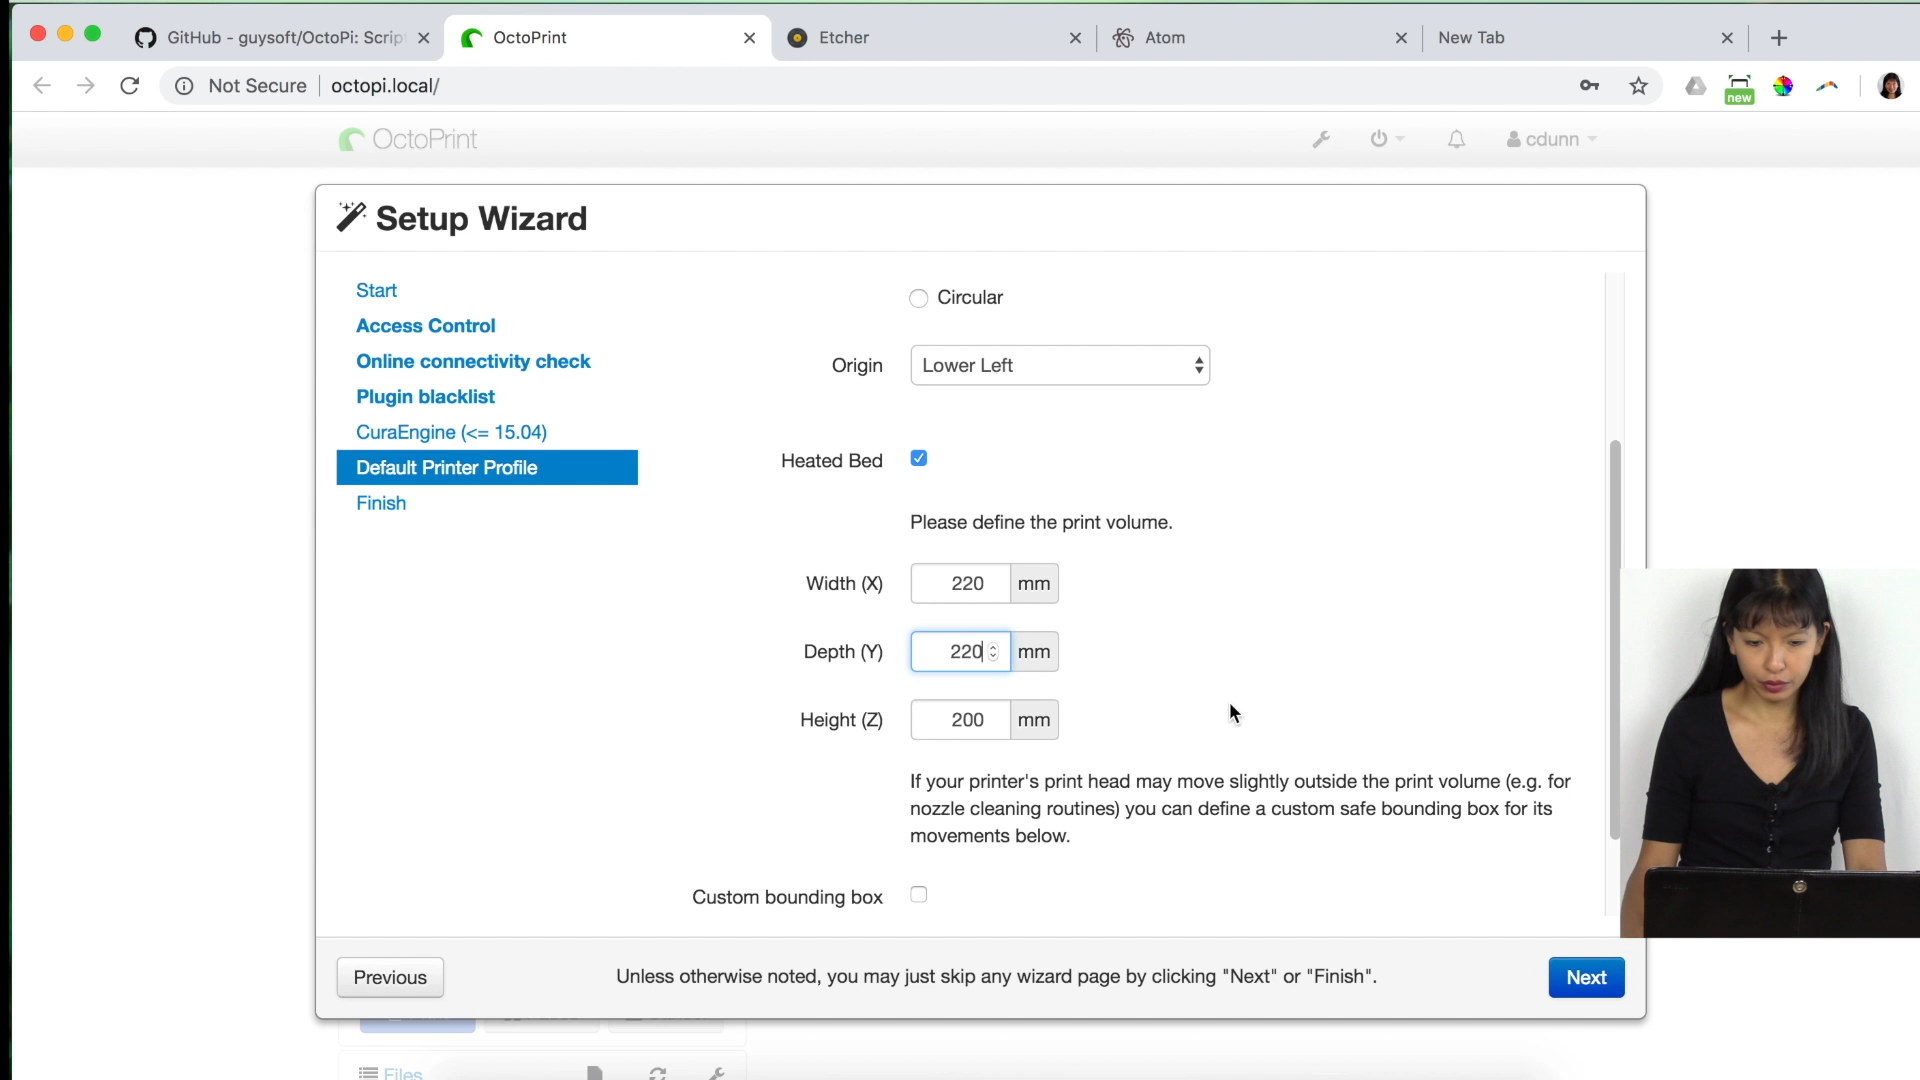 GitHub - guysoft/OctoPi: Scrip
OctoPrint
Etcher
Atom
New Tab
Not Secure
octopi.local/
new
OctoPrint
cdunn
Setup Wizard
Start
Access Control
Online connectivity check
Plugin blacklist
CuraEngine (<= 15.04)
Default Printer Profile
Finish
Circular
Origin
Lower Left
Heated Bed
Please define the print volume.
Width (X)
220 mm
Depth (Y)
220 mm
Height (Z)
200 mm
If your printer's print head may move slightly outside the print volume (e.g. for
nozzle cleaning routines) you can define a custom safe bounding box for its
movements below.
Custom bounding box
Previous
Unless otherwise noted, you may just skip any wizard page by clicking "Next" or "Finish".
Next
Files